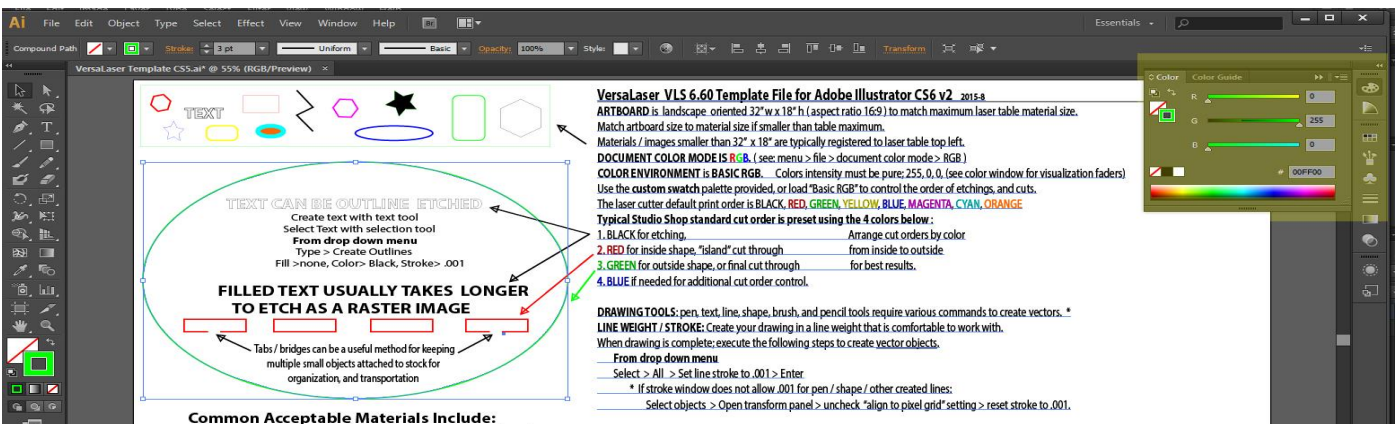 Ai File Edit Object Type Select Effect View Window Help Br Essentials
Compound Path Stroke: 3 pt Uniform Basic Opacity: 100% Style: Transform
VersaLaser Template CS5.ai* @ 55% (RGB/Preview) ×
Color Color Guide
R 0
G 255
B 0
# 00FF00
TEXT
TEXT CAN BE OUTLINE ETCHED
Create text with text tool
Select Text with selection tool
From drop down menu
Type > Create Outlines
Fill >none, Color> Black, Stroke> .001
FILLED TEXT USUALLY TAKES LONGER
TO ETCH AS A RASTER IMAGE
Tabs / bridges can be a useful method for keeping
multiple small objects attached to stock for
organization, and transportation
Common Acceptable Materials Include:
VersaLaser VLS 6.60 Template File for Adobe Illustrator CS6 v2 2015-8
ARTBOARD is landscape oriented 32" w x 18" h ( aspect ratio 16:9 ) to match maximum laser table material size.
Match artboard size to material size if smaller than table maximum.
Materials / images smaller than 32" x 18" are typically registered to laser table top left.
DOCUMENT COLOR MODE IS RGB. ( see: menu > file > document color mode > RGB )
COLOR ENVIRONMENT is BASIC RGB. Colors intensity must be pure; 255, 0, 0, (see color window for visualization faders)
Use the custom swatch palette provided, or load "Basic RGB" to control the order of etchings, and cuts.
The laser cutter default print order is BLACK, RED, GREEN, YELLOW, BLUE, MAGENTA, CYAN, ORANGE
Typical Studio Shop standard cut order is preset using the 4 colors below :
1. BLACK for etching, Arrange cut orders by color
2. RED for inside shape, "island" cut through from inside to outside
3. GREEN for outside shape, or final cut through for best results.
4. BLUE if needed for additional cut order control.
DRAWING TOOLS: pen, text, line, shape, brush, and pencil tools require various commands to create vectors. *
LINE WEIGHT / STROKE: Create your drawing in a line weight that is comfortable to work with.
When drawing is complete; execute the following steps to create vector objects.
From drop down menu
Select > All > Set line stroke to .001 > Enter
* If stroke window does not allow .001 for pen / shape / other created lines:
Select objects > Open transform panel > uncheck "align to pixel grid" setting > reset stroke to .001.